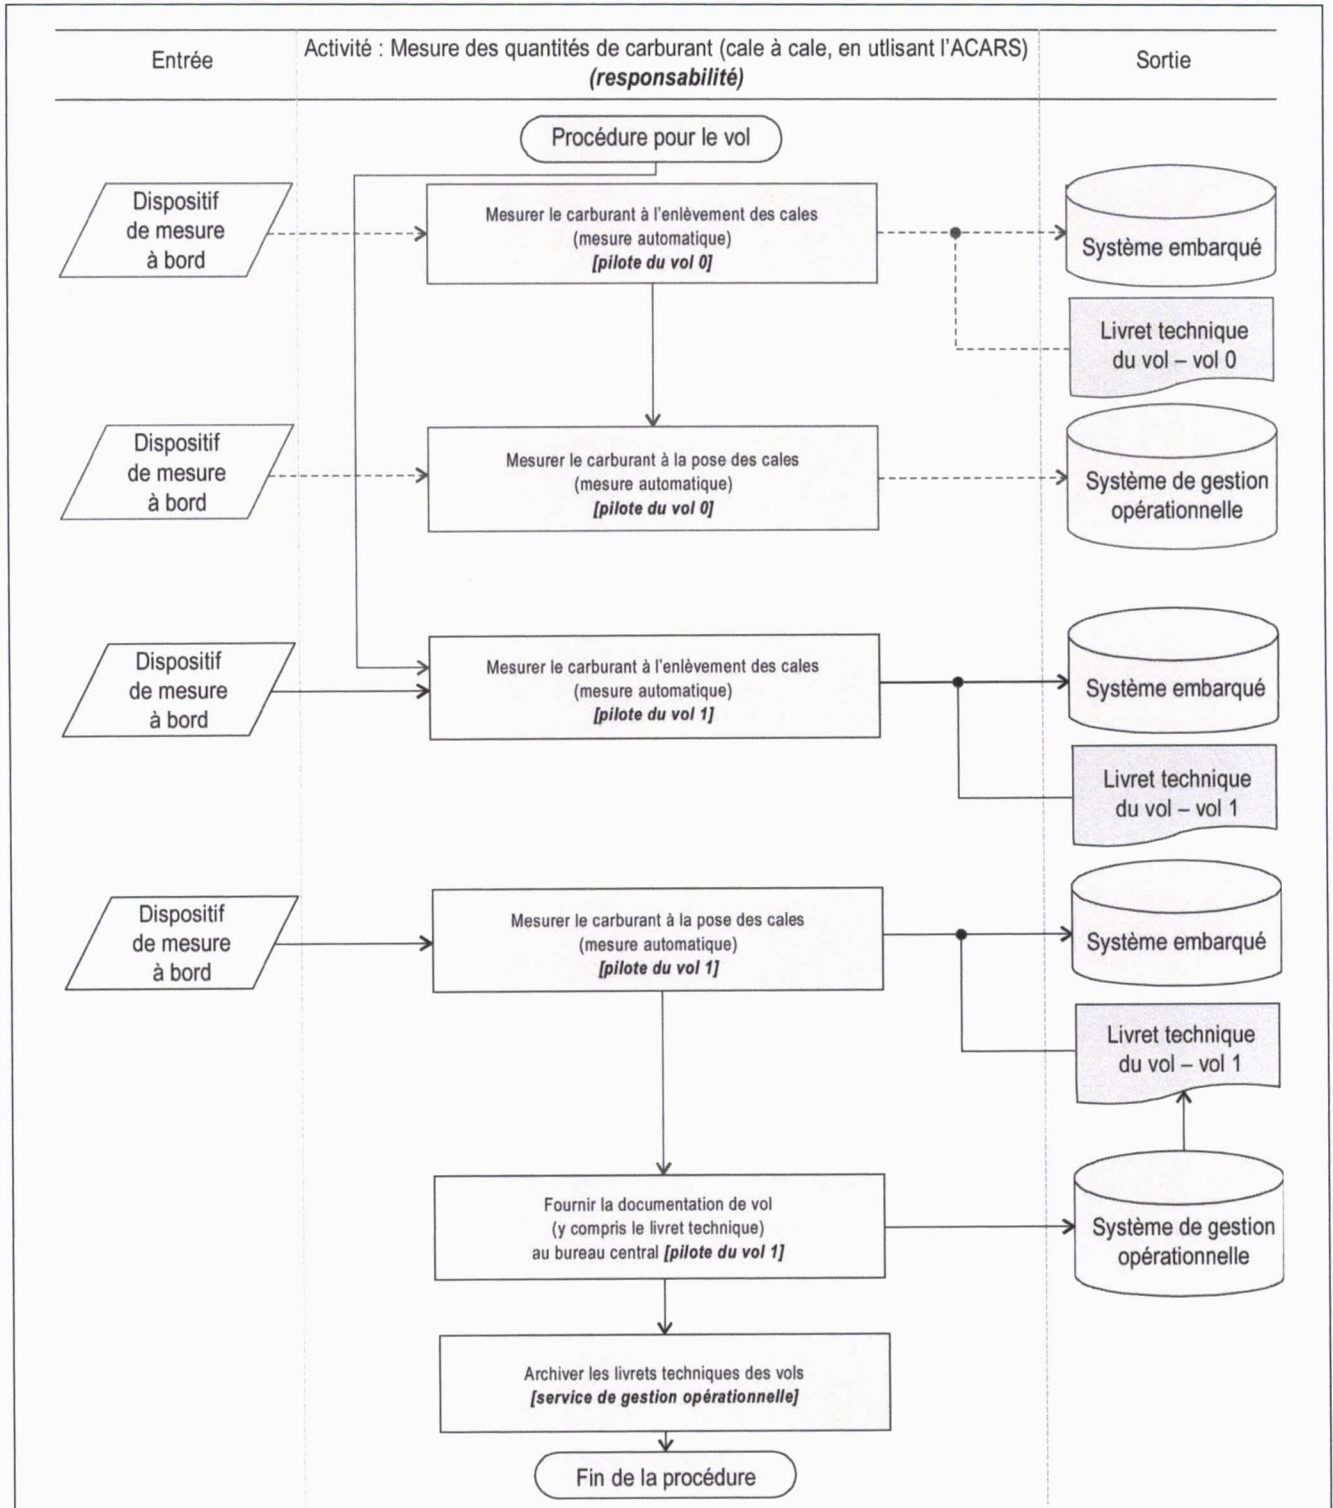 Entrée
Activité : Mesure des quantités de carburant (cale à cale, en utlisant l'ACARS)
(responsabilité)
Sortie
Procédure pour le vol
Dispositif
de mesure
à bord
Mesurer le carburant à l'enlèvement des cales
(mesure automatique)
[pilote du vol 0]
Système embarqué
Livret technique
du vol – vol 0
Dispositif
de mesure
à bord
Mesurer le carburant à la pose des cales
(mesure automatique)
[pilote du vol 0]
Système de gestion
opérationnelle
Dispositif
de mesure
à bord
Mesurer le carburant à l'enlèvement des cales
(mesure automatique)
[pilote du vol 1]
Système embarqué
Livret technique
du vol – vol 1
Dispositif
de mesure
à bord
Mesurer le carburant à la pose des cales
(mesure automatique)
[pilote du vol 1]
Système embarqué
Livret technique
du vol – vol 1
Fournir la documentation de vol
(y compris le livret technique)
au bureau central [pilote du vol 1]
Système de gestion
opérationnelle
Archiver les livrets techniques des vols
[service de gestion opérationnelle]
Fin de la procédure